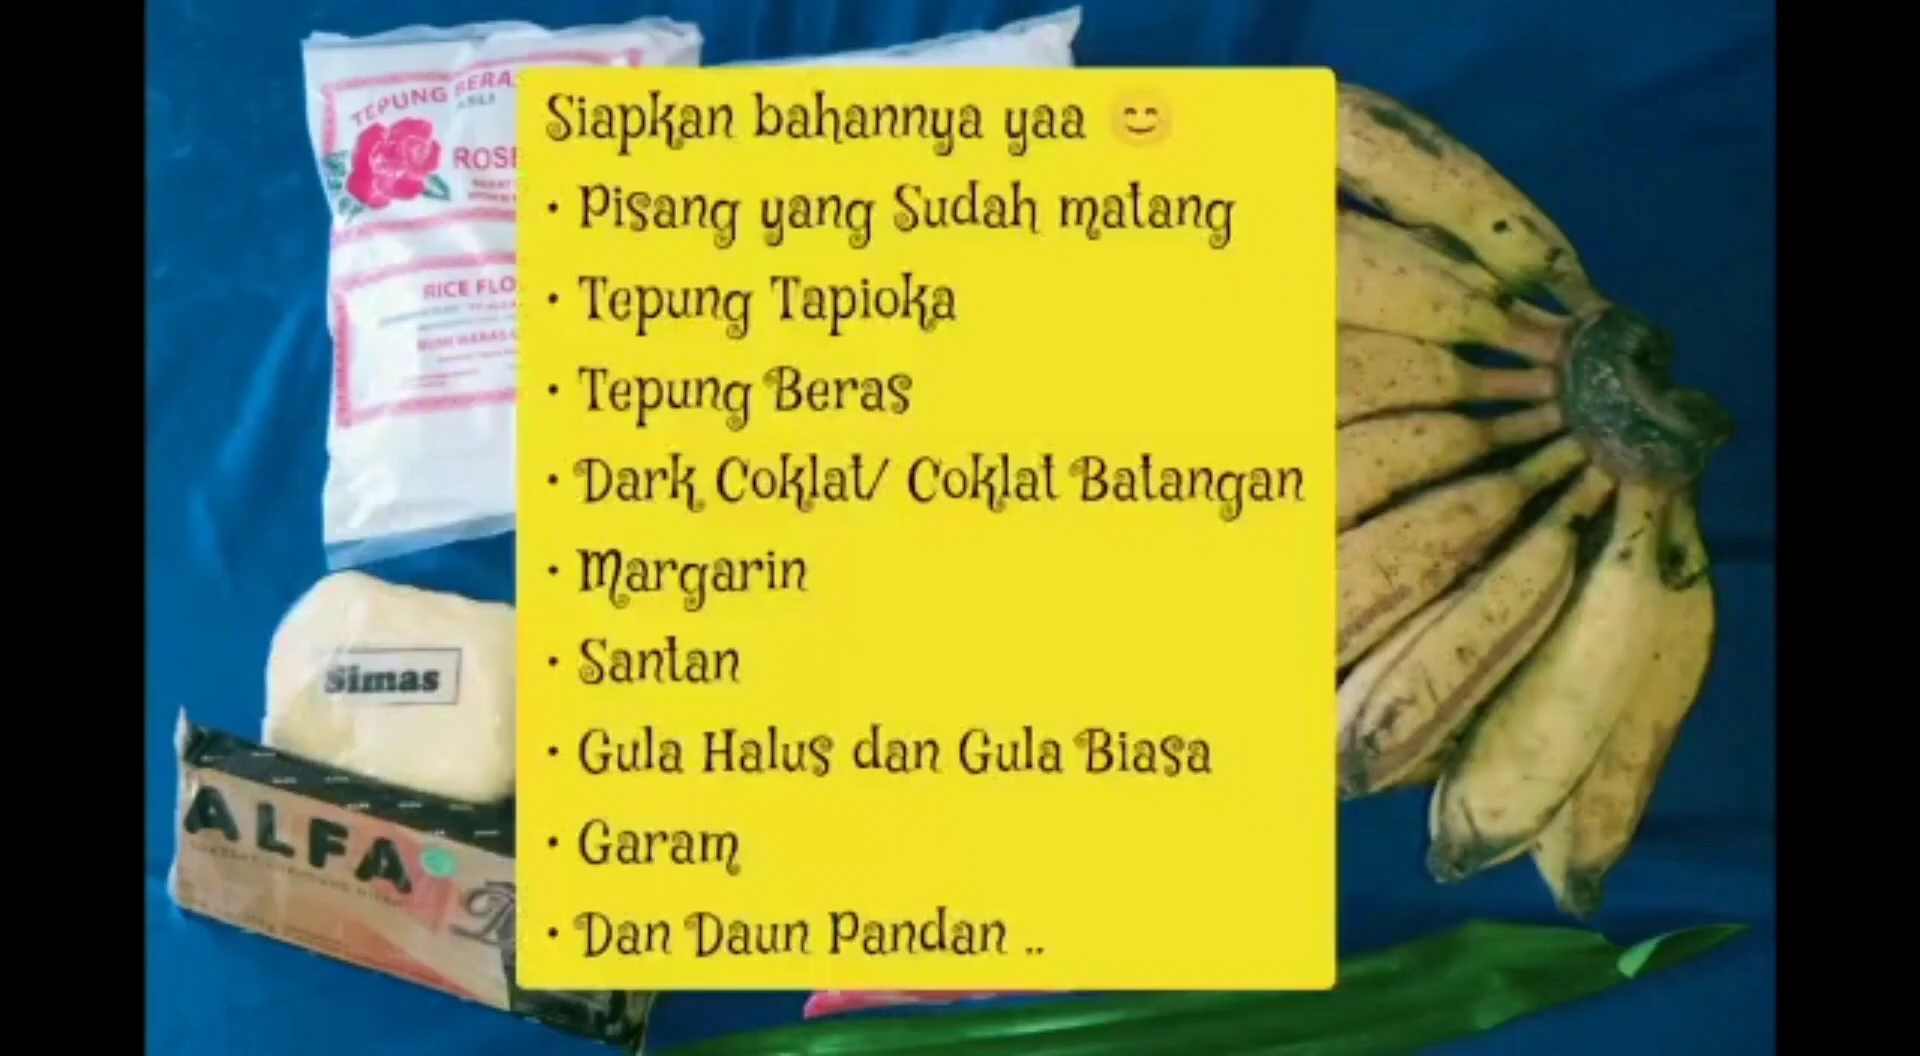 TEPUNG BERAS
ROSE
RICE FLO
Simas
ALFA
Siapkan bahannya yaa 😊
• Pisang yang Sudah matang
• Tepung Tapioka
• Tepung Beras
• Dark Coklat/ Coklat Batangan
• Margarin
• Santan
• Gula Halus dan Gula Biasa
• Garam
• Dan Daun Pandan ..